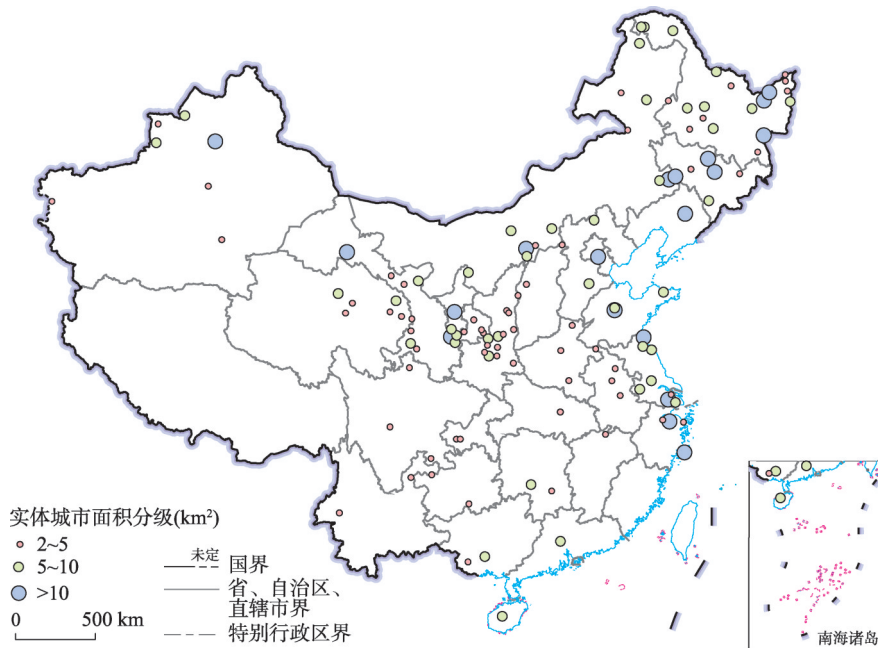 实体城市面积分级(km²)
2~5
5~10
>10
0 500 km
未定
国界
省、自治区、
直辖市界
特别行政区界
南海诸岛